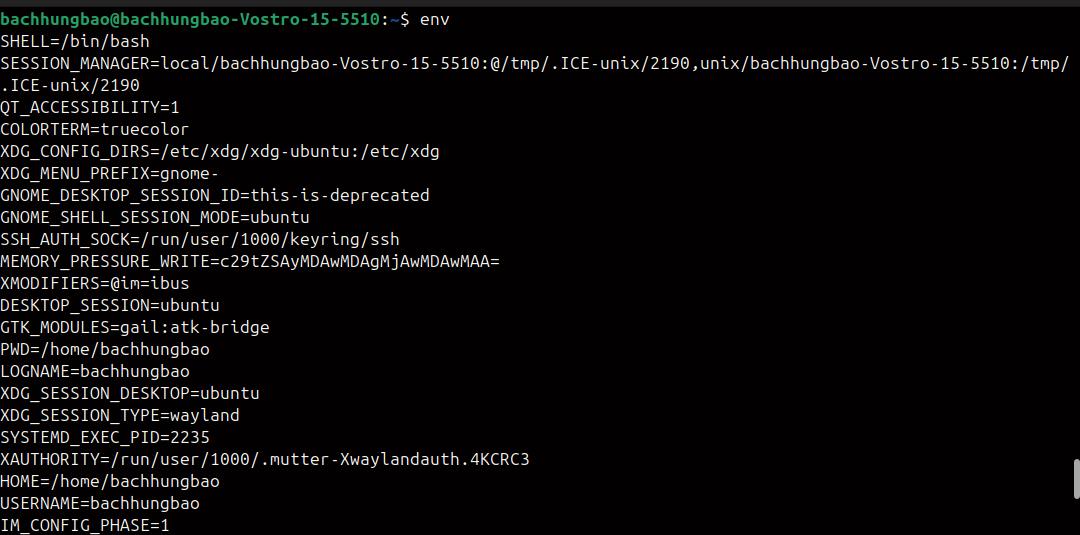 bachhungbao@bachhungbao-Vostro-15-5510:~$ env
SHELL=/bin/bash
SESSION_MANAGER=local/bachhungbao-Vostro-15-5510:@/tmp/.ICE-unix/2190,unix/bachhungbao-Vostro-15-5510:/tmp/
.ICE-unix/2190
QT_ACCESSIBILITY=1
COLORTERM=truecolor
XDG_CONFIG_DIRS=/etc/xdg/xdg-ubuntu:/etc/xdg
XDG_MENU_PREFIX=gnome-
GNOME_DESKTOP_SESSION_ID=this-is-deprecated
GNOME_SHELL_SESSION_MODE=ubuntu
SSH_AUTH_SOCK=/run/user/1000/keyring/ssh
MEMORY_PRESSURE_WRITE=c29tZSAyMDAwMDAgMjAwMDAwMAA=
XMODIFIERS=@im=ibus
DESKTOP_SESSION=ubuntu
GTK_MODULES=gail:atk-bridge
PWD=/home/bachhungbao
LOGNAME=bachhungbao
XDG_SESSION_DESKTOP=ubuntu
XDG_SESSION_TYPE=wayland
SYSTEMD_EXEC_PID=2235
XAUTHORITY=/run/user/1000/.mutter-Xwaylandauth.4KCRC3
HOME=/home/bachhungbao
USERNAME=bachhungbao
IM_CONFIG_PHASE=1